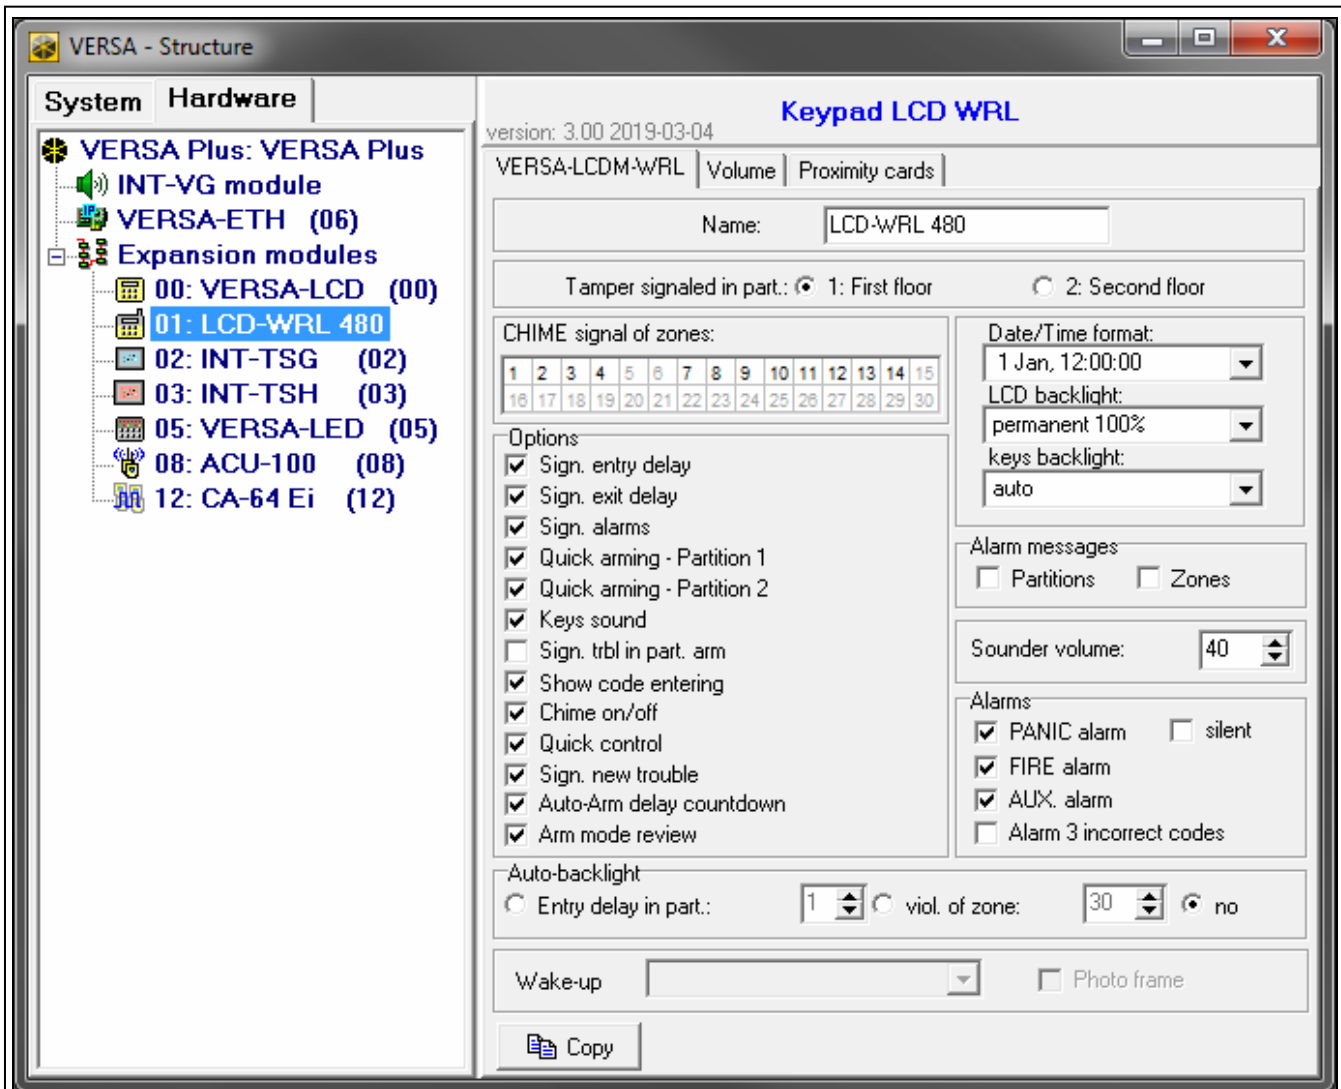 VERSA - Structure
System Hardware
VERSA Plus: VERSA Plus
INT-VG module
VERSA-ETH (06)
Expansion modules
00: VERSA-LCD (00)
01: LCD-WRL 480
02: INT-TSG (02)
03: INT-TSH (03)
05: VERSA-LED (05)
08: ACU-100 (08)
12: CA-64 Ei (12)
Keypad LCD WRL
version: 3.00 2019-03-04
VERSA-LCDM-WRL Volume Proximity cards
Name: LCD-WRL 480
Tamper signaled in part.: 1: First floor 2: Second floor
CHIME signal of zones:
1 2 3 4 5 6 7 8 9 10 11 12 13 14 15
16 17 18 19 20 21 22 23 24 25 26 27 28 29 30
Options
Sign. entry delay
Sign. exit delay
Sign. alarms
Quick arming - Partition 1
Quick arming - Partition 2
Keys sound
Sign. trbl in part. arm
Show code entering
Chime on/off
Quick control
Sign. new trouble
Auto-Arm delay countdown
Arm mode review
Date/Time format:
1 Jan, 12:00:00
LCD backlight:
permanent 100%
keys backlight:
auto
Alarm messages
Partitions Zones
Sounder volume: 40
Alarms
PANIC alarm silent
FIRE alarm
AUX. alarm
Alarm 3 incorrect codes
Auto-backlight
Entry delay in part.: 1 viol. of zone: 30 no
Wake-up Photo frame
Copy